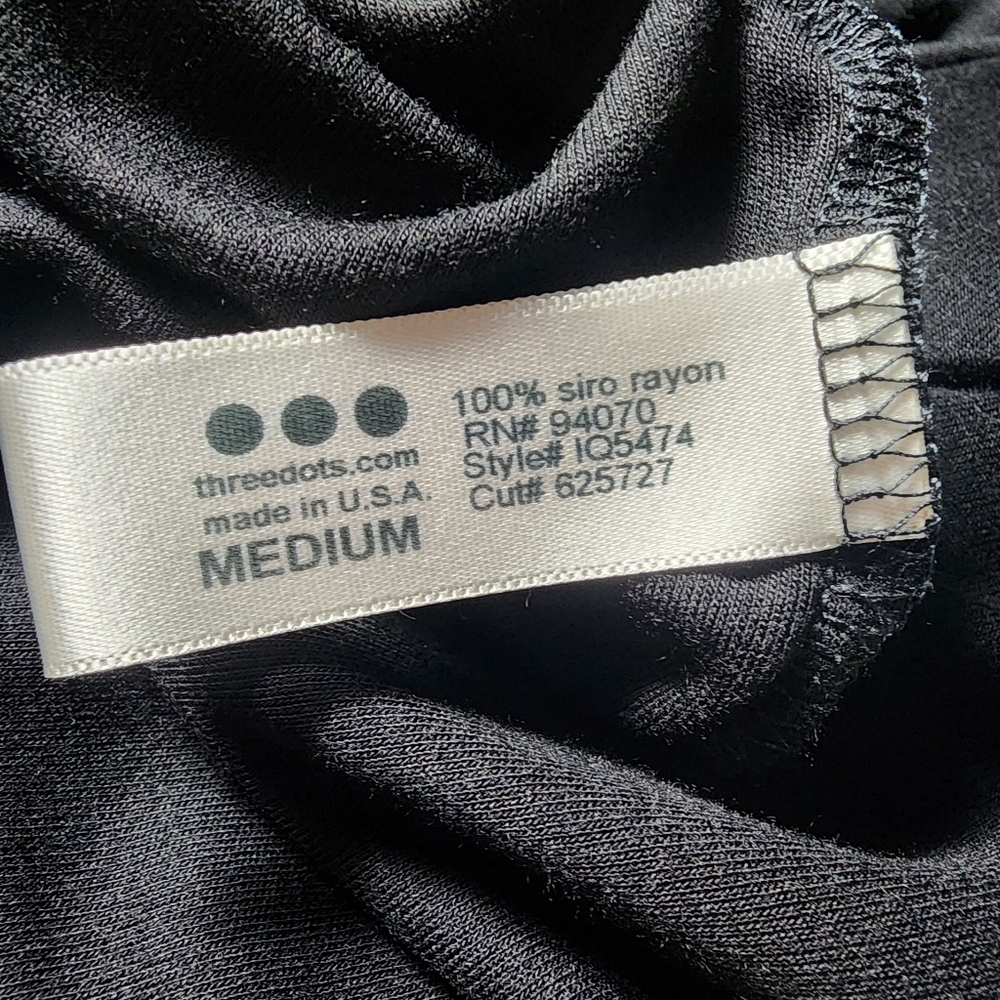 threedots.com
made in U.S.A.
MEDIUM
100% siro rayon
RN# 94070
Style# IQ5474
Cut# 625727